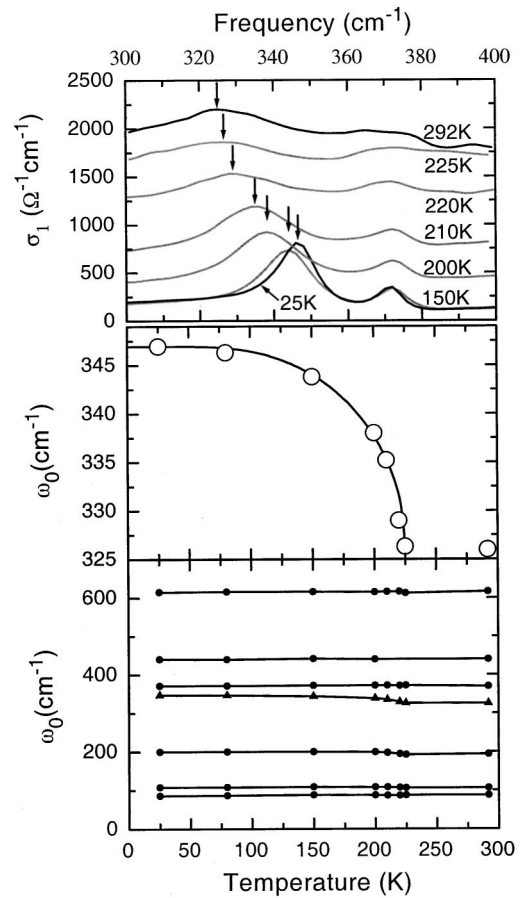 Frequency (cm-1)
300 320 340 360 380 400
2500
2000
1500
1000
500
0
σ1 (Ω-1cm-1)
292K
225K
220K
210K
200K
150K
25K
345
340
335
330
325
ω0(cm-1)
600
400
200
0
ω0(cm-1)
0 50 100 150 200 250 300
Temperature (K)